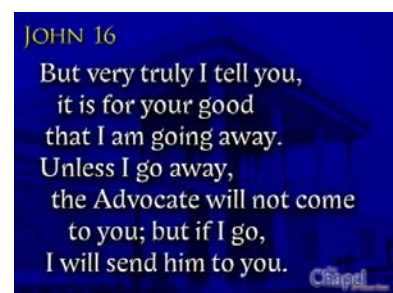 JOHN 16
But very truly I tell you,
it is for your good
that I am going away.
Unless I go away,
the Advocate will not come
to you; but if I go,
I will send him to you.
Chapel